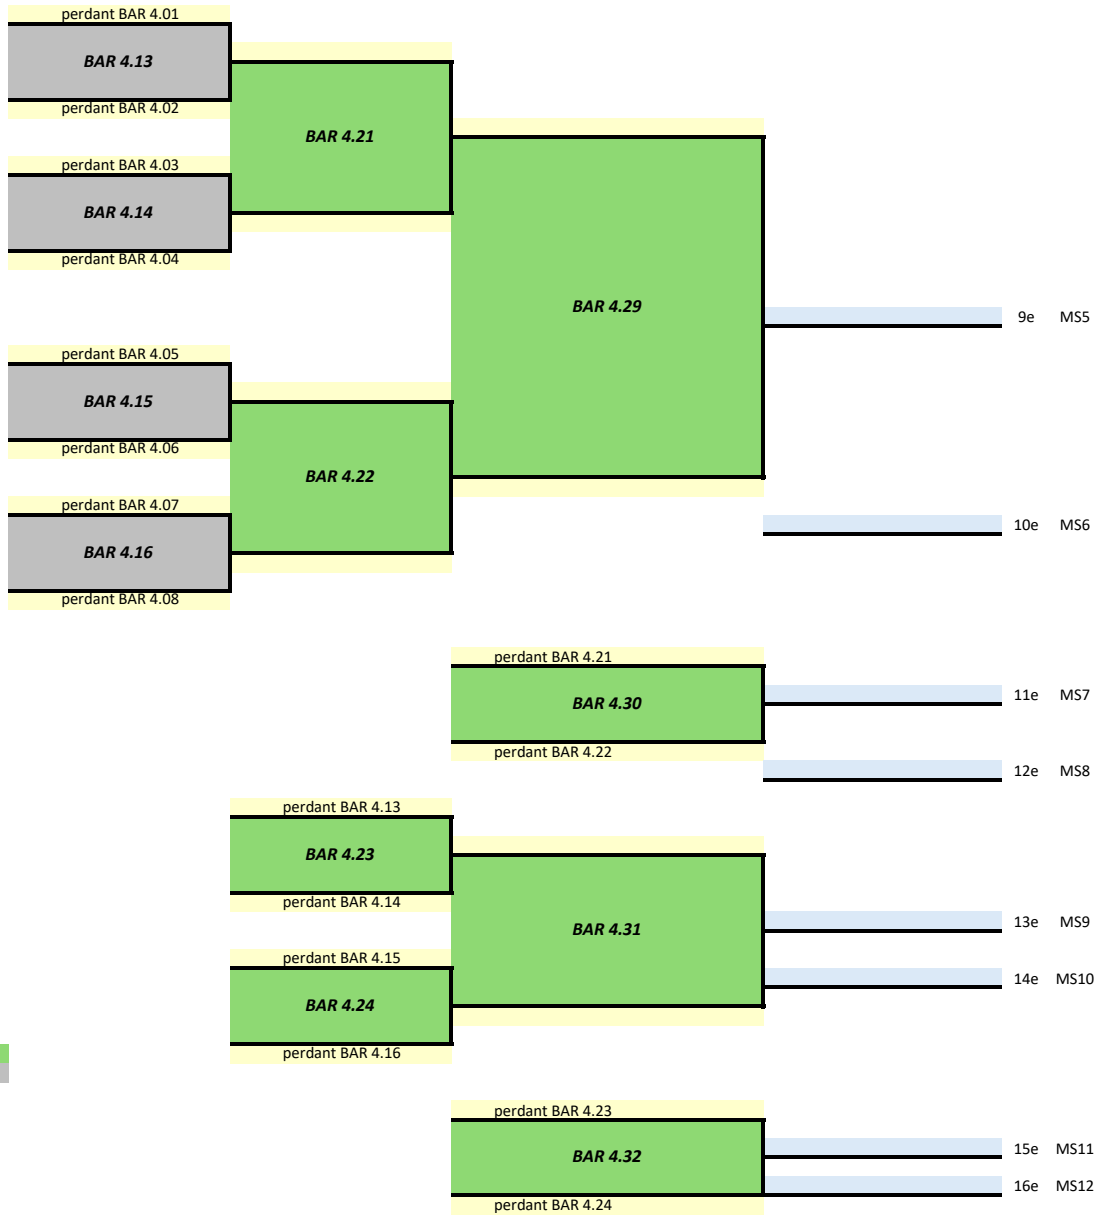 perdant BAR 4.01
BAR 4.13
perdant BAR 4.02
BAR 4.21
perdant BAR 4.03
BAR 4.14
perdant BAR 4.04
BAR 4.29
9e MS5
perdant BAR 4.05
BAR 4.15
perdant BAR 4.06
BAR 4.22
perdant BAR 4.07
10e MS6
BAR 4.16
perdant BAR 4.08
perdant BAR 4.21
11e MS7
BAR 4.30
perdant BAR 4.22
12e MS8
perdant BAR 4.13
BAR 4.23
perdant BAR 4.14
13e MS9
BAR 4.31
perdant BAR 4.15
14e MS10
BAR 4.24
perdant BAR 4.16
perdant BAR 4.23
15e MS11
BAR 4.32
16e MS12
perdant BAR 4.24